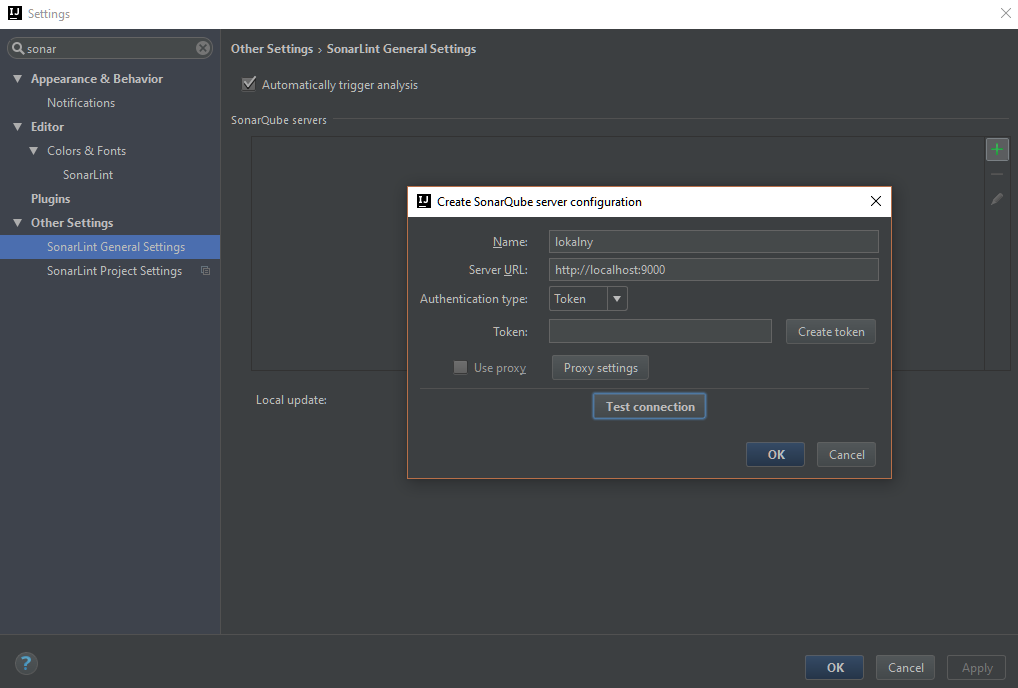 Settings
sonar
Appearance & Behavior
Notifications
Editor
Colors & Fonts
SonarLint
Plugins
Other Settings
SonarLint General Settings
SonarLint Project Settings
Other Settings › SonarLint General Settings
Automatically trigger analysis
SonarQube servers
Create SonarQube server configuration
Name: lokalny
Server URL: http://localhost:9000
Authentication type: Token
Token: Create token
Use proxy Proxy settings
Test connection
OK Cancel
Local update:
? OK Cancel Apply